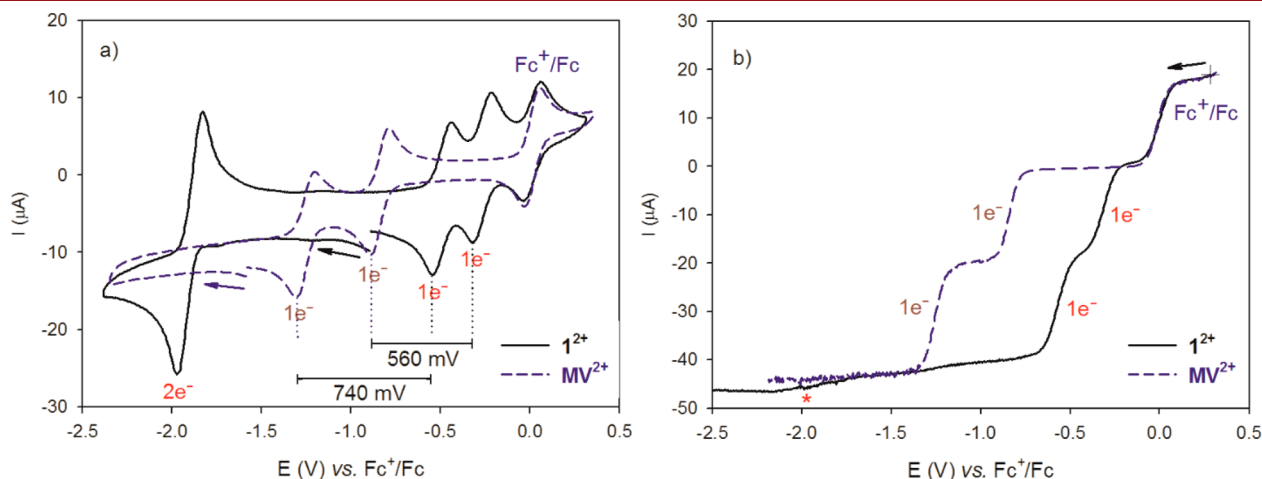 a)
Fc⁺/Fc
20
10
0
-10
-20
-30
I (µA)
1e⁻
1e⁻
1e⁻
1e⁻
2e⁻
560 mV
740 mV
1²⁺
MV²⁺
-2.5 -2.0 -1.5 -1.0 -0.5 0.0 0.5
E (V) vs. Fc⁺/Fc
b)
Fc⁺/Fc
30
20
10
0
-10
-20
-30
-40
-50
I (µA)
1e⁻
1e⁻
1e⁻
1e⁻
*
1²⁺
MV²⁺
-2.5 -2.0 -1.5 -1.0 -0.5 0.0 0.5
E (V) vs. Fc⁺/Fc